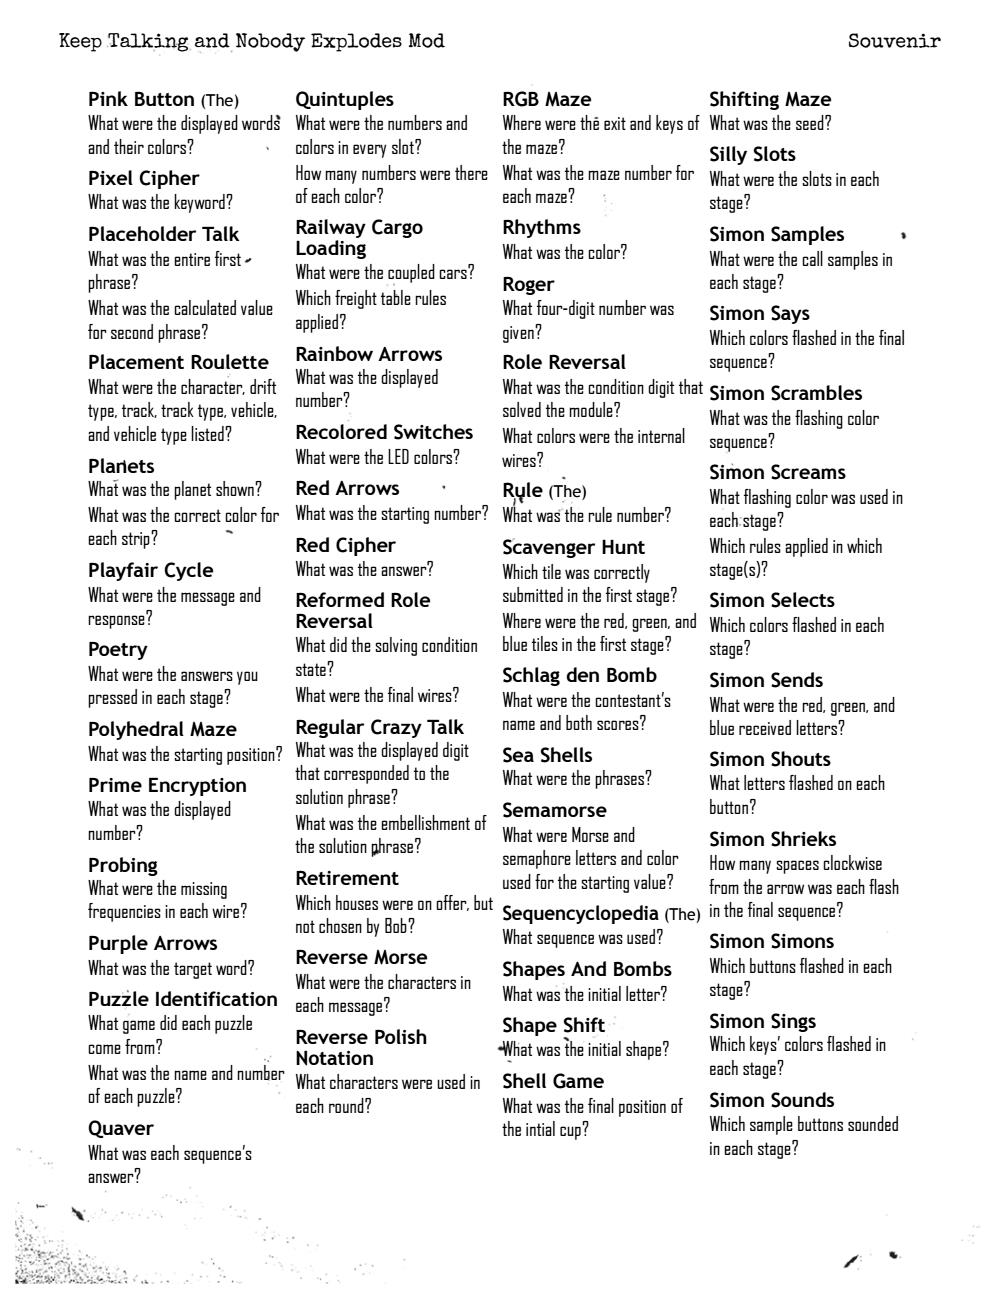 Keep Talking and Nobody Explodes Mod
Souvenir
Pink Button (The)
What were the displayed words
and their colors?
Pixel Cipher
What was the keyword?
Placeholder Talk
What was the entire first
phrase?
What was the calculated value
for second phrase?
Placement Roulette
What were the character, drift
type, track, track type, vehicle,
and vehicle type listed?
Planets
What was the planet shown?
What was the correct color for
each strip?
Playfair Cycle
What were the message and
response?
Poetry
What were the answers you
pressed in each stage?
Polyhedral Maze
What was the starting position?
Prime Encryption
What was the displayed
number?
Probing
What were the missing
frequencies in each wire?
Purple Arrows
What was the target word?
Puzzle Identification
What game did each puzzle
come from?
What was the name and number
of each puzzle?
Quaver
What was each sequence's
answer?
Quintuples
What were the numbers and
colors in every slot?
How many numbers were there
of each color?
Railway Cargo
Loading
What were the coupled cars?
Which freight table rules
applied?
Rainbow Arrows
What was the displayed
number?
Recolored Switches
What were the LED colors?
Red Arrows
What was the starting number?
Red Cipher
What was the answer?
Reformed Role
Reversal
What did the solving condition
state?
What were the final wires?
Regular Crazy Talk
What was the displayed digit
that corresponded to the
solution phrase?
What was the embellishment of
the solution phrase?
Retirement
Which houses were on offer, but
not chosen by Bob?
Reverse Morse
What were the characters in
each message?
Reverse Polish
Notation
What characters were used in
each round?
RGB Maze
Where were the exit and keys of
the maze?
What was the maze number for
each maze?
Rhythms
What was the color?
Roger
What four-digit number was
given?
Role Reversal
What was the condition digit that
solved the module?
What colors were the internal
wires?
Rule (The)
What was the rule number?
Scavenger Hunt
Which tile was correctly
submitted in the first stage?
Where were the red, green, and
blue tiles in the first stage?
Schlag den Bomb
What were the contestant's
name and both scores?
Sea Shells
What were the phrases?
Semamorse
What were Morse and
semaphore letters and color
used for the starting value?
Sequencyclopedia (The)
What sequence was used?
Shapes And Bombs
What was the initial letter?
Shape Shift
What was the initial shape?
Shell Game
What was the final position of
the intial cup?
Shifting Maze
What was the seed?
Silly Slots
What were the slots in each
stage?
Simon Samples
What were the call samples in
each stage?
Simon Says
Which colors flashed in the final
sequence?
Simon Scrambles
What was the flashing color
sequence?
Simon Screams
What flashing color was used in
each stage?
Which rules applied in which
stage(s)?
Simon Selects
Which colors flashed in each
stage?
Simon Sends
What were the red, green, and
blue received letters?
Simon Shouts
What letters flashed on each
button?
Simon Shrieks
How many spaces clockwise
from the arrow was each flash
in the final sequence?
Simon Simons
Which buttons flashed in each
stage?
Simon Sings
Which keys' colors flashed in
each stage?
Simon Sounds
Which sample buttons sounded
in each stage?